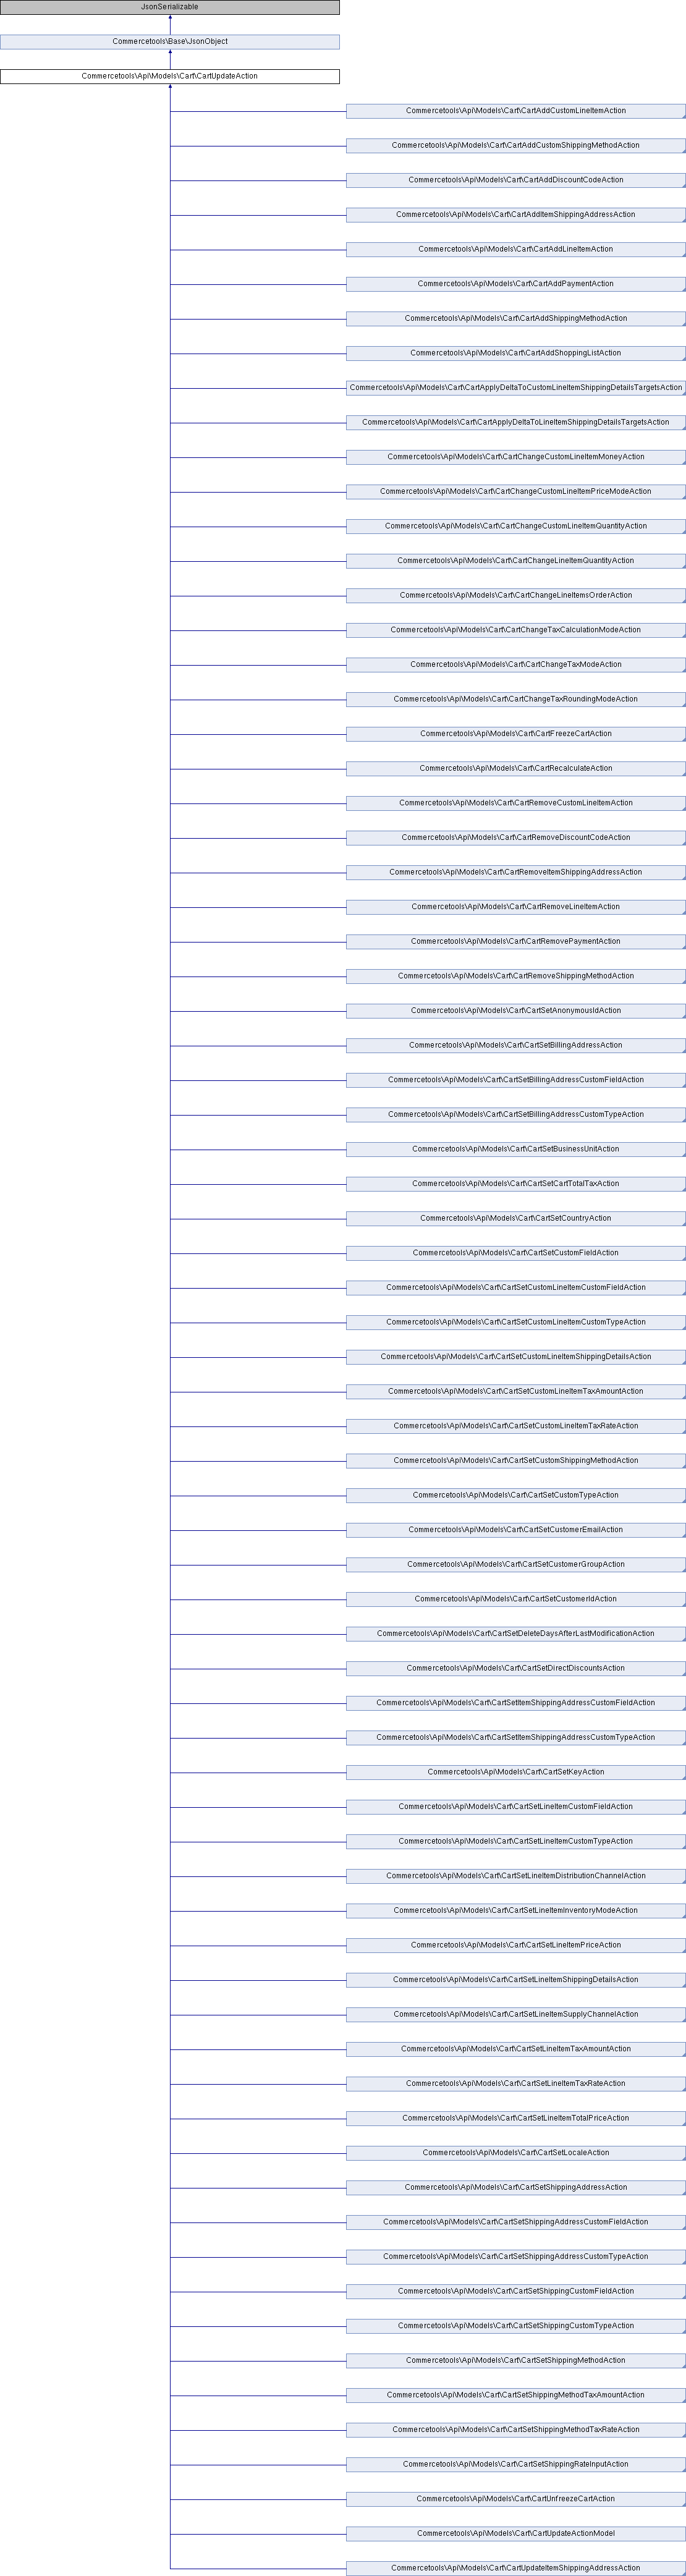 JsonSerializable
Commercetools\Base\JsonObject
Commercetools\Api\Models\Cart\CartUpdateAction
Commercetools\Api\Models\Cart\CartAddCustomLineItemAction
Commercetools\Api\Models\Cart\CartAddCustomShippingMethodAction
Commercetools\Api\Models\Cart\CartAddDiscountCodeAction
Commercetools\Api\Models\Cart\CartAddItemShippingAddressAction
Commercetools\Api\Models\Cart\CartAddLineItemAction
Commercetools\Api\Models\Cart\CartAddPaymentAction
Commercetools\Api\Models\Cart\CartAddShippingMethodAction
Commercetools\Api\Models\Cart\CartAddShoppingListAction
Commercetools\Api\Models\Cart\CartApplyDeltaToCustomLineItemShippingDetailsTargetsAction
Commercetools\Api\Models\Cart\CartApplyDeltaToLineItemShippingDetailsTargetsAction
Commercetools\Api\Models\Cart\CartChangeCustomLineItemMoneyAction
Commercetools\Api\Models\Cart\CartChangeCustomLineItemPriceModeAction
Commercetools\Api\Models\Cart\CartChangeCustomLineItemQuantityAction
Commercetools\Api\Models\Cart\CartChangeLineItemQuantityAction
Commercetools\Api\Models\Cart\CartChangeLineItemsOrderAction
Commercetools\Api\Models\Cart\CartChangeTaxCalculationModeAction
Commercetools\Api\Models\Cart\CartChangeTaxModeAction
Commercetools\Api\Models\Cart\CartChangeTaxRoundingModeAction
Commercetools\Api\Models\Cart\CartFreezeCartAction
Commercetools\Api\Models\Cart\CartRecalculateAction
Commercetools\Api\Models\Cart\CartRemoveCustomLineItemAction
Commercetools\Api\Models\Cart\CartRemoveDiscountCodeAction
Commercetools\Api\Models\Cart\CartRemoveItemShippingAddressAction
Commercetools\Api\Models\Cart\CartRemoveLineItemAction
Commercetools\Api\Models\Cart\CartRemovePaymentAction
Commercetools\Api\Models\Cart\CartRemoveShippingMethodAction
Commercetools\Api\Models\Cart\CartSetAnonymousIdAction
Commercetools\Api\Models\Cart\CartSetBillingAddressAction
Commercetools\Api\Models\Cart\CartSetBillingAddressCustomFieldAction
Commercetools\Api\Models\Cart\CartSetBillingAddressCustomTypeAction
Commercetools\Api\Models\Cart\CartSetBusinessUnitAction
Commercetools\Api\Models\Cart\CartSetCartTotalTaxAction
Commercetools\Api\Models\Cart\CartSetCountryAction
Commercetools\Api\Models\Cart\CartSetCustomFieldAction
Commercetools\Api\Models\Cart\CartSetCustomLineItemCustomFieldAction
Commercetools\Api\Models\Cart\CartSetCustomLineItemCustomTypeAction
Commercetools\Api\Models\Cart\CartSetCustomLineItemShippingDetailsAction
Commercetools\Api\Models\Cart\CartSetCustomLineItemTaxAmountAction
Commercetools\Api\Models\Cart\CartSetCustomLineItemTaxRateAction
Commercetools\Api\Models\Cart\CartSetCustomShippingMethodAction
Commercetools\Api\Models\Cart\CartSetCustomTypeAction
Commercetools\Api\Models\Cart\CartSetCustomerEmailAction
Commercetools\Api\Models\Cart\CartSetCustomerGroupAction
Commercetools\Api\Models\Cart\CartSetCustomerIdAction
Commercetools\Api\Models\Cart\CartSetDeleteDaysAfterLastModificationAction
Commercetools\Api\Models\Cart\CartSetDirectDiscountsAction
Commercetools\Api\Models\Cart\CartSetItemShippingAddressCustomFieldAction
Commercetools\Api\Models\Cart\CartSetItemShippingAddressCustomTypeAction
Commercetools\Api\Models\Cart\CartSetKeyAction
Commercetools\Api\Models\Cart\CartSetLineItemCustomFieldAction
Commercetools\Api\Models\Cart\CartSetLineItemCustomTypeAction
Commercetools\Api\Models\Cart\CartSetLineItemDistributionChannelAction
Commercetools\Api\Models\Cart\CartSetLineItemInventoryModeAction
Commercetools\Api\Models\Cart\CartSetLineItemPriceAction
Commercetools\Api\Models\Cart\CartSetLineItemShippingDetailsAction
Commercetools\Api\Models\Cart\CartSetLineItemSupplyChannelAction
Commercetools\Api\Models\Cart\CartSetLineItemTaxAmountAction
Commercetools\Api\Models\Cart\CartSetLineItemTaxRateAction
Commercetools\Api\Models\Cart\CartSetLineItemTotalPriceAction
Commercetools\Api\Models\Cart\CartSetLocaleAction
Commercetools\Api\Models\Cart\CartSetShippingAddressAction
Commercetools\Api\Models\Cart\CartSetShippingAddressCustomFieldAction
Commercetools\Api\Models\Cart\CartSetShippingAddressCustomTypeAction
Commercetools\Api\Models\Cart\CartSetShippingCustomFieldAction
Commercetools\Api\Models\Cart\CartSetShippingCustomTypeAction
Commercetools\Api\Models\Cart\CartSetShippingMethodAction
Commercetools\Api\Models\Cart\CartSetShippingMethodTaxAmountAction
Commercetools\Api\Models\Cart\CartSetShippingMethodTaxRateAction
Commercetools\Api\Models\Cart\CartSetShippingRateInputAction
Commercetools\Api\Models\Cart\CartUnfreezeCartAction
Commercetools\Api\Models\Cart\CartUpdateActionModel
Commercetools\Api\Models\Cart\CartUpdateItemShippingAddressAction